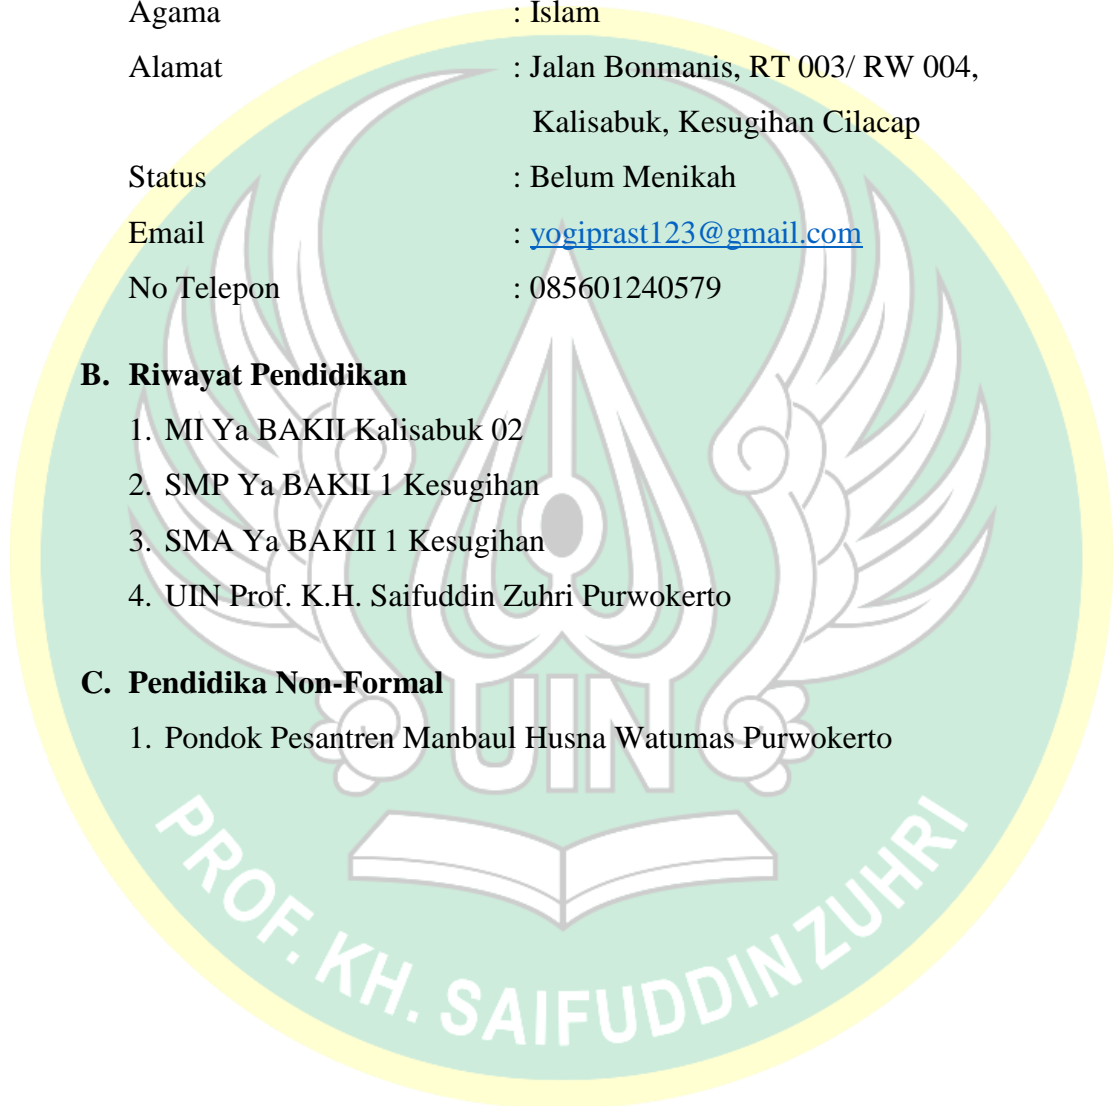 Agama : Islam
Alamat : Jalan Bonmanis, RT 003/ RW 004,
Kalisabuk, Kesugihan Cilacap
Status : Belum Menikah
Email : yogiprast123@gmail.com
No Telepon : 085601240579
B. Riwayat Pendidikan
1. MI Ya BAKII Kalisabuk 02
2. SMP Ya BAKII 1 Kesugihan
3. SMA Ya BAKII 1 Kesugihan
4. UIN Prof. K.H. Saifuddin Zuhri Purwokerto
C. Pendidika Non-Formal
1. Pondok Pesantren Manbaul Husna Watumas Purwokerto
UIN
PROF. KH. SAIFUDDIN ZUHRI